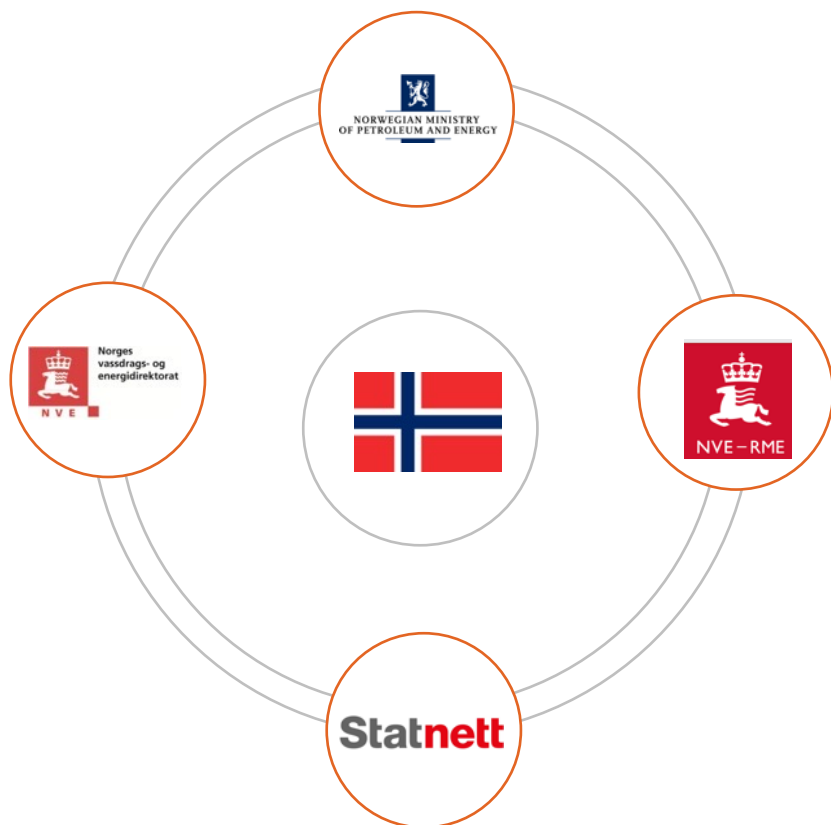 NORWEGIAN MINISTRY
OF PETROLEUM AND ENERGY
Norges
vassdrags- og
energidirektorat
NVE
NVE – RME
Statnett